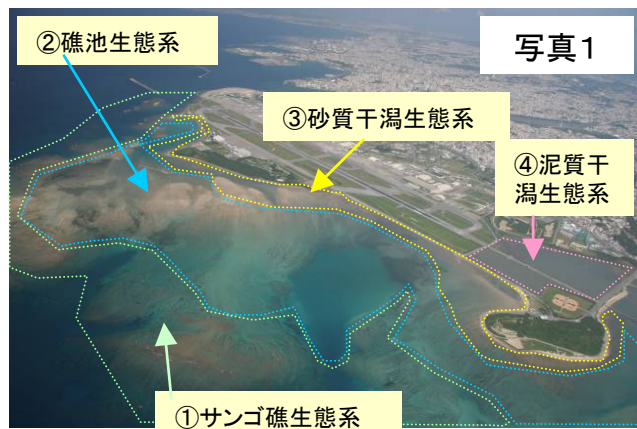 ②礁池生態系
写真1
③砂質干潟生態系
④泥質干
潟生態系
①サンゴ礁生態系